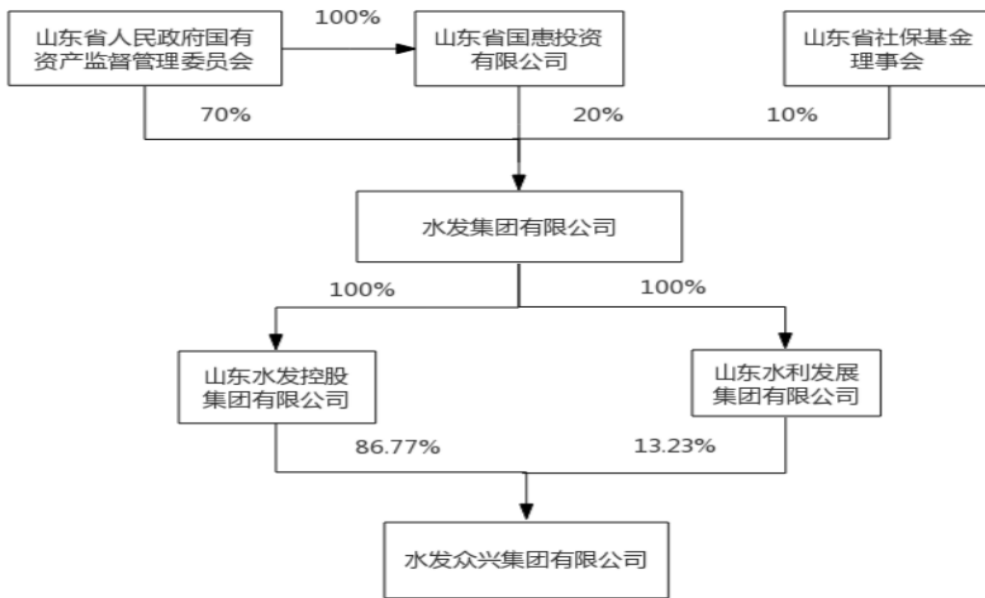 100%
山东省人民政府国有
资产监督管理委员会
山东省国惠投资
有限公司
山东省社保基金
理事会
70%
20%
10%
水发集团有限公司
100%
100%
山东水发控股
集团有限公司
山东水利发展
集团有限公司
86.77%
13.23%
水发众兴集团有限公司